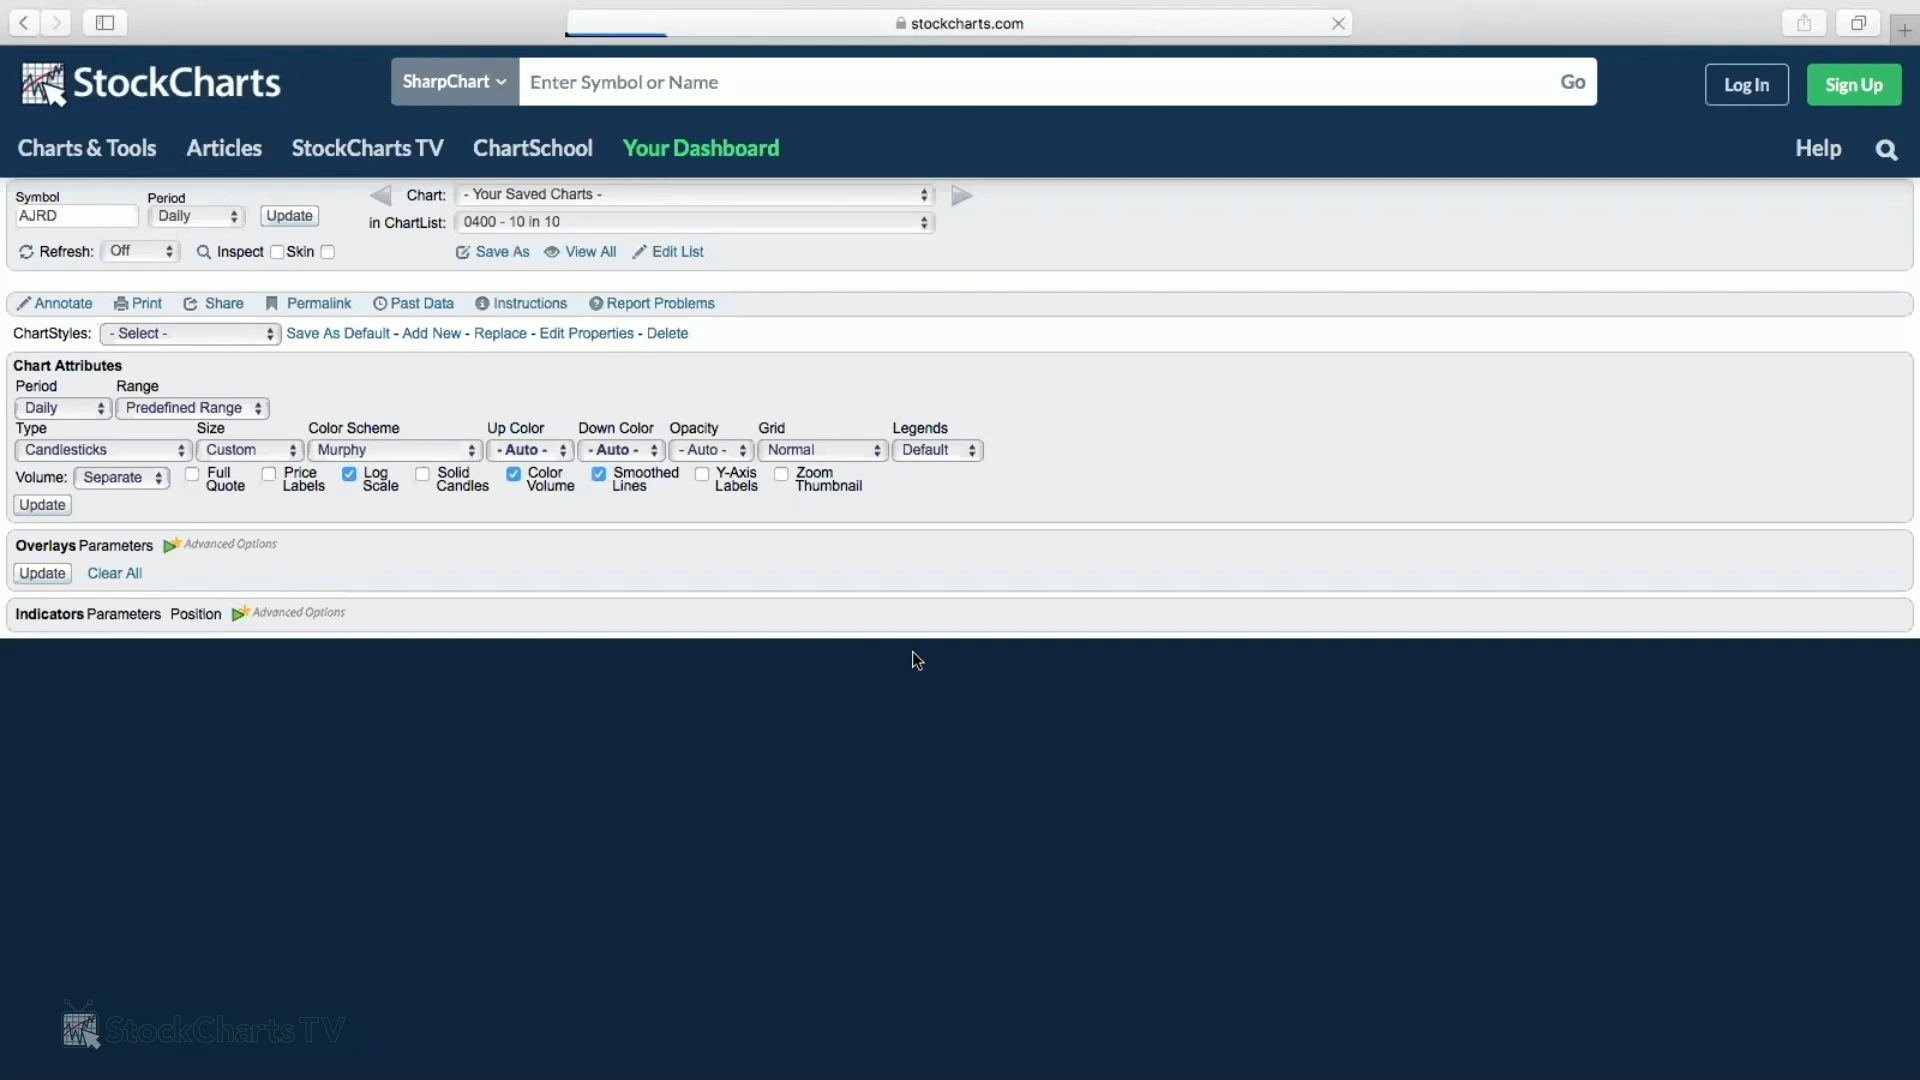 stockcharts.com
StockCharts
SharpChart Enter Symbol or Name Go
Log In Sign Up
Charts & Tools Articles StockCharts TV ChartSchool Your Dashboard Help
Symbol Period Chart: - Your Saved Charts -
AJRD Daily Update in ChartList: 0400 - 10 in 10
Refresh: Off Inspect Skin Save As View All Edit List
Annotate Print Share Permalink Past Data Instructions Report Problems
ChartStyles: - Select - Save As Default - Add New - Replace - Edit Properties - Delete
Chart Attributes
Period Range
Daily Predefined Range
Type Size Color Scheme Up Color Down Color Opacity Grid Legends
Candlesticks Custom Murphy - Auto - - Auto - - Auto - Normal Default
Volume: Separate Full Quote Price Labels Log Scale Solid Candles Color Volume Smoothed Lines Y-Axis Labels Zoom Thumbnail
Update
Overlays Parameters Advanced Options
Update Clear All
Indicators Parameters Position Advanced Options
StockCharts TV